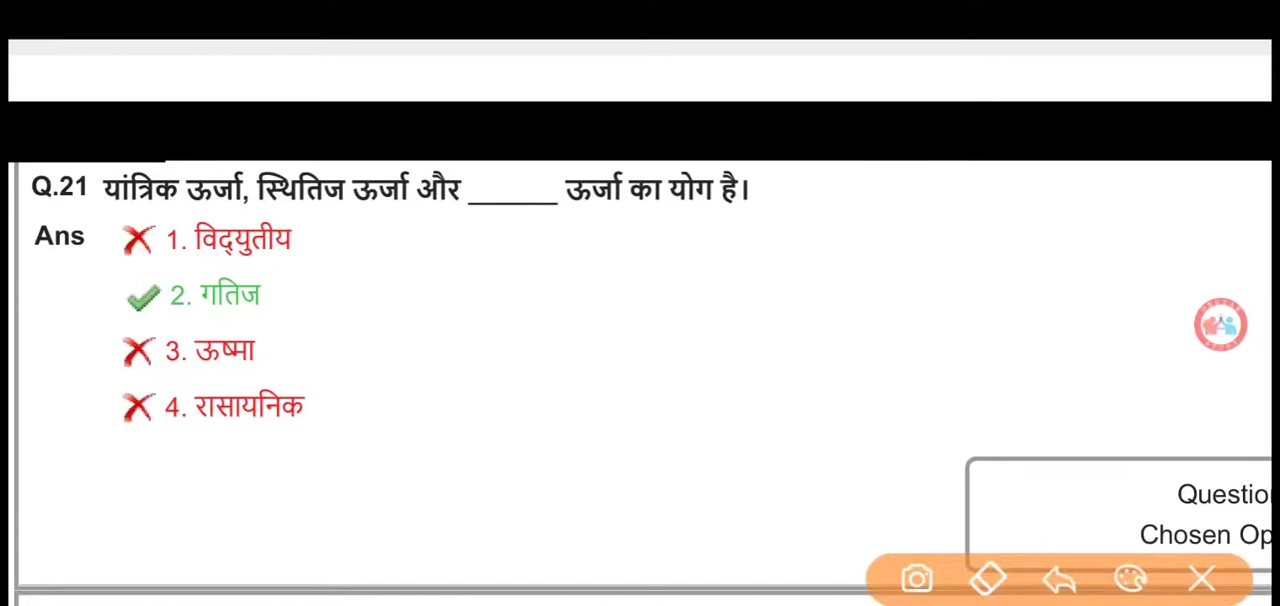 Q.21 यांत्रिक ऊर्जा, स्थितिज ऊर्जा और ______ ऊर्जा का योग है।
Ans 1. विद्युतीय
2. गतिज
3. ऊष्मा
4. रासायनिक
Questio
Chosen Op